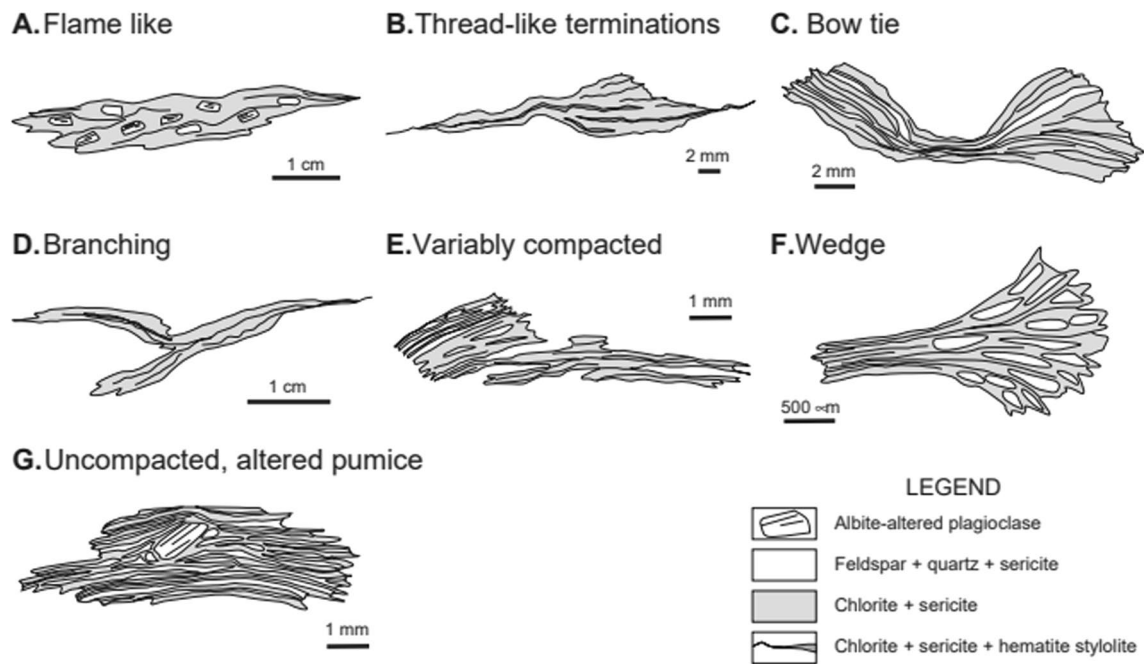 A. Flame like
B. Thread-like terminations
C. Bow tie
1 cm
2 mm
2 mm
D. Branching
E. Variably compacted
F. Wedge
1 cm
1 mm
500 ∝m
G. Uncompacted, altered pumice
1 mm
LEGEND
Albite-altered plagioclase
Feldspar + quartz + sericite
Chlorite + sericite
Chlorite + sericite + hematite stylolite